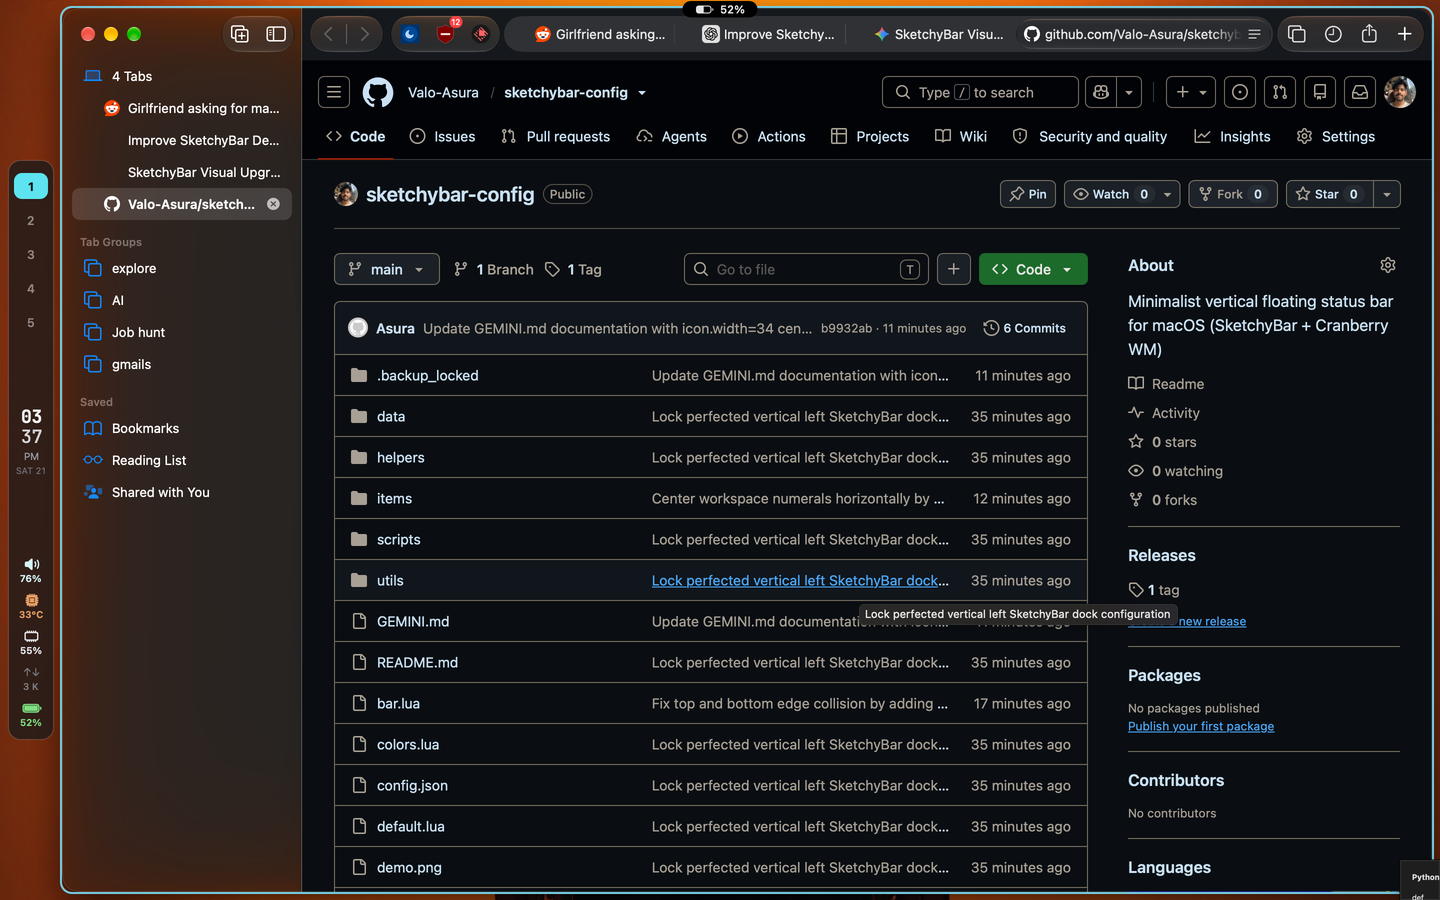 52%
12
Girlfriend asking...
Improve Sketchy...
SketchyBar Visu...
github.com/Valo-Asura/sketchyb
4 Tabs
Girlfriend asking for ma...
Improve SketchyBar De...
SketchyBar Visual Upgr...
Valo-Asura/sketch...
Tab Groups
explore
AI
Job hunt
gmails
Saved
Bookmarks
Reading List
Shared with You
1
2
3
4
5
03
37
PM
SAT 21
76%
33°C
55%
3 K
52%
Valo-Asura / sketchybar-config
Type / to search
Code
Issues
Pull requests
Agents
Actions
Projects
Wiki
Security and quality
Insights
Settings
sketchybar-config Public
Pin
Watch 0
Fork 0
Star 0
main
1 Branch
1 Tag
Go to file T
Code
Asura Update GEMINI.md documentation with icon.width=34 cen... b9932ab · 11 minutes ago 6 Commits
.backup_locked Update GEMINI.md documentation with icon... 11 minutes ago
data Lock perfected vertical left SketchyBar dock... 35 minutes ago
helpers Lock perfected vertical left SketchyBar dock... 35 minutes ago
items Center workspace numerals horizontally by ... 12 minutes ago
scripts Lock perfected vertical left SketchyBar dock... 35 minutes ago
utils Lock perfected vertical left SketchyBar dock... 35 minutes ago
Lock perfected vertical left SketchyBar dock configuration
GEMINI.md Update GEMINI.md documentation
README.md Lock perfected vertical left SketchyBar dock... 35 minutes ago
bar.lua Fix top and bottom edge collision by adding ... 17 minutes ago
colors.lua Lock perfected vertical left SketchyBar dock... 35 minutes ago
config.json Lock perfected vertical left SketchyBar dock... 35 minutes ago
default.lua Lock perfected vertical left SketchyBar dock... 35 minutes ago
demo.png Lock perfected vertical left SketchyBar dock... 35 minutes ago
About
Minimalist vertical floating status bar
for macOS (SketchyBar + Cranberry
WM)
Readme
Activity
0 stars
0 watching
0 forks
Releases
1 tag
new release
Packages
No packages published
Publish your first package
Contributors
No contributors
Languages
Python
def